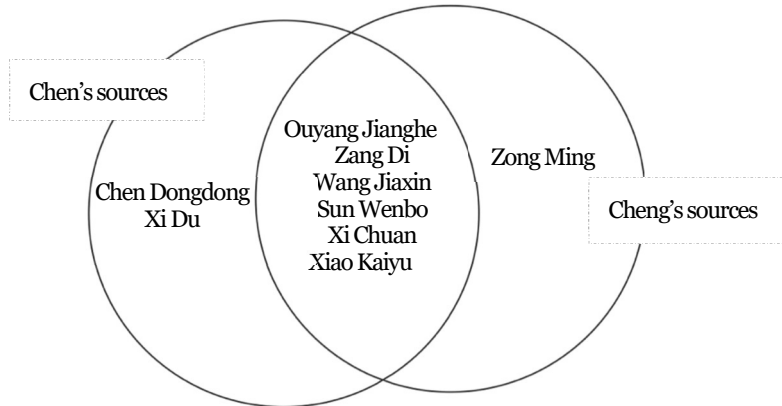 Chen’s sources
Ouyang Jianghe
Zang Di
Wang Jiaxin
Sun Wenbo
Xi Chuan
Xiao Kaiyu
Zong Ming
Chen Dongdong
Xi Du
Cheng’s sources